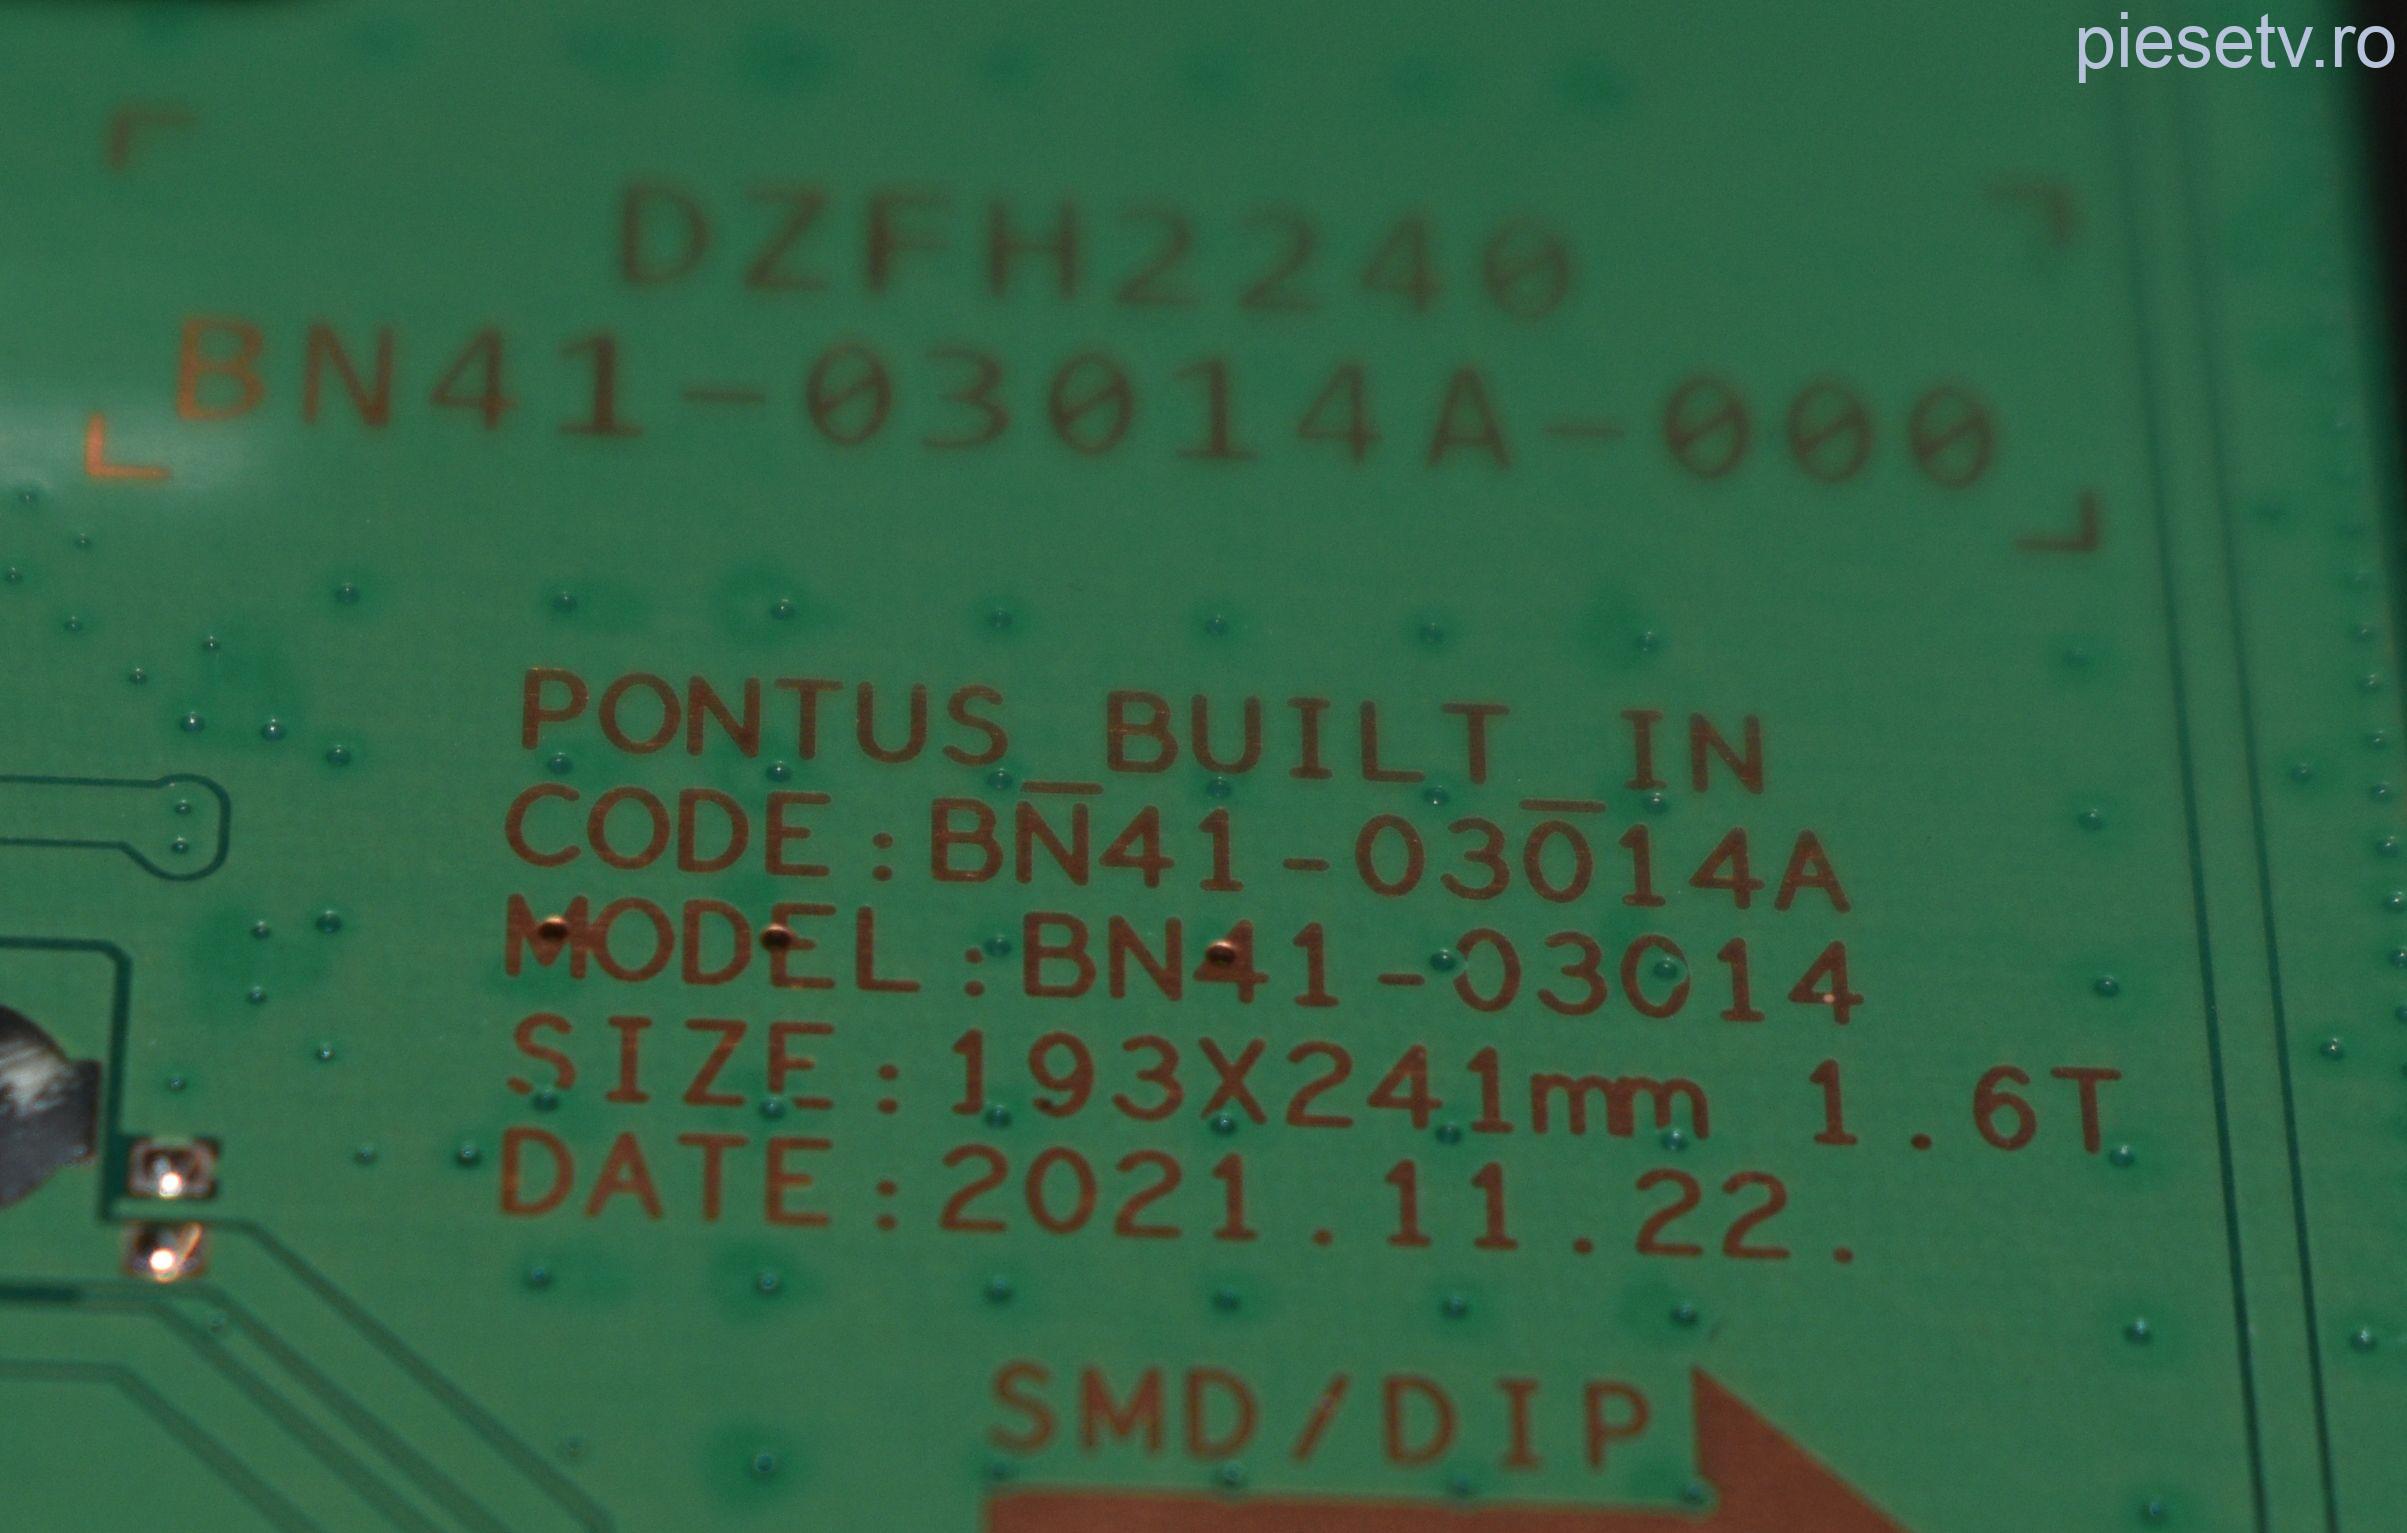 piesetv.ro
DZFH2240
BN41-03014A-000
PONTUS_BUILT_IN
CODE:BN41-03014A
MODEL:BN41-03014
SIZE:193X241mm 1.6T
DATE:2021.11.22.
SMD/DIP